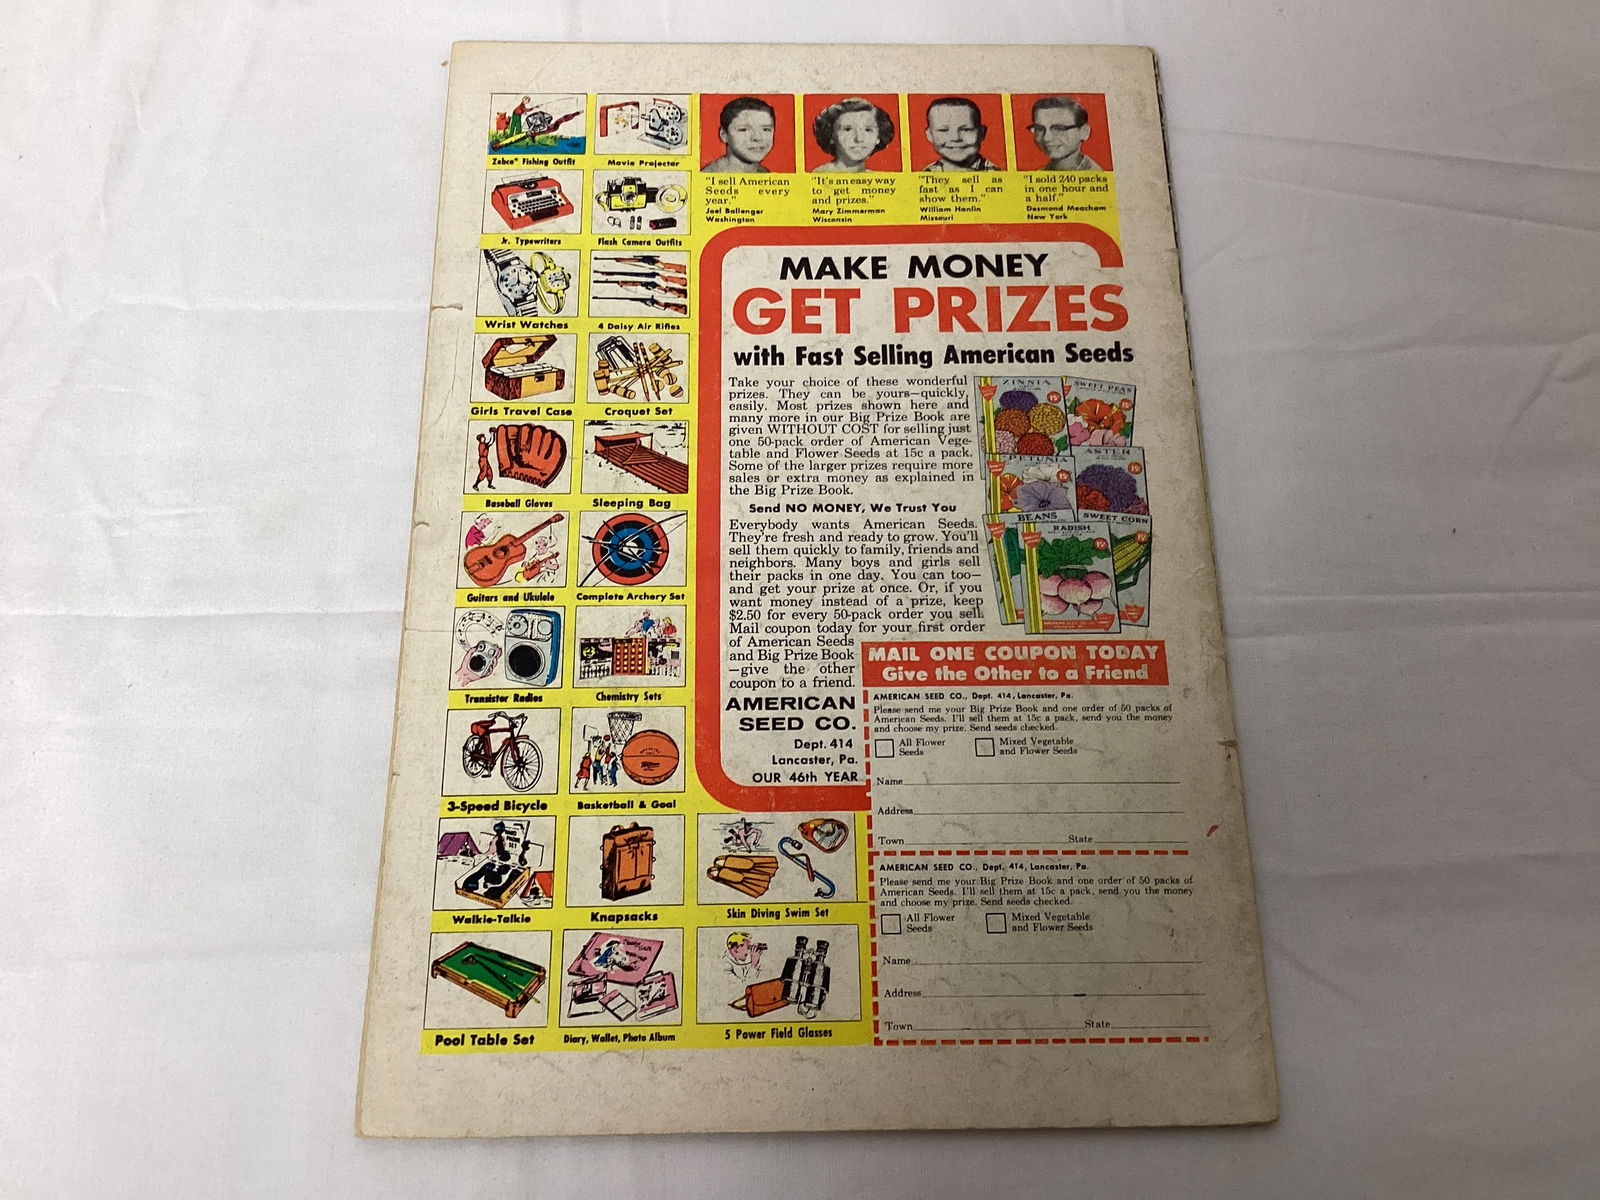 Zebco® Fishing Outfit
Movie Projector
Jr. Typewriters
Flash Camera Outfits
Wrist Watches
4 Daisy Air Rifles
Girls Travel Case
Croquet Set
Baseball Gloves
Sleeping Bag
Guitars and Ukulele
Complete Archery Set
Transistor Radios
Chemistry Sets
3-Speed Bicycle
Basketball & Goal
Walkie-Talkie
Knapsacks
Skin Diving Swim Set
Pool Table Set
Diary, Wallet, Photo Album
5 Power Field Glasses
"I sell American
Seeds every
year."
Joel Ballenger
Washington
"It's an easy way
to get money
and prizes."
Mary Zimmerman
Wisconsin
"They sell as
fast as I can
show them."
William Hanlin
Missouri
"I sold 240 packs
in one hour and
a half."
Desmond Meacham
New York
MAKE MONEY
GET PRIZES
with Fast Selling American Seeds
Take your choice of these wonderful
prizes. They can be yours—quickly,
easily. Most prizes shown here and
many more in our Big Prize Book are
given WITHOUT COST for selling just
one 50-pack order of American Vege-
table and Flower Seeds at 15c a pack.
Some of the larger prizes require more
sales or extra money as explained in
the Big Prize Book.
Send NO MONEY, We Trust You
Everybody wants American Seeds.
They're fresh and ready to grow. You'll
sell them quickly to family, friends and
neighbors. Many boys and girls sell
their packs in one day. You can too—
and get your prize at once. Or, if you
want money instead of a prize, keep
$2.50 for every 50-pack order you sell.
Mail coupon today for your first order
of American Seeds
and Big Prize Book
—give the other
coupon to a friend.
ZINNIA
SWEET PEAS
PETUNIA
ASTER
BEANS
SWEET CORN
RADISH
AMERICAN
SEED CO.
Dept. 414
Lancaster, Pa.
OUR 46th YEAR
MAIL ONE COUPON TODAY
Give the Other to a Friend
AMERICAN SEED CO., Dept. 414, Lancaster, Pa.
Please send me your Big Prize Book and one order of 50 packs of
American Seeds. I'll sell them at 15c a pack, send you the money
and choose my prize. Send seeds checked.
All Flower
Seeds
Mixed Vegetable
and Flower Seeds
Name
Address
Town State
AMERICAN SEED CO., Dept. 414, Lancaster, Pa.
Please send me your Big Prize Book and one order of 50 packs of
American Seeds. I'll sell them at 15c a pack, send you the money
and choose my prize. Send seeds checked.
All Flower
Seeds
Mixed Vegetable
and Flower Seeds
Name
Address
Town State